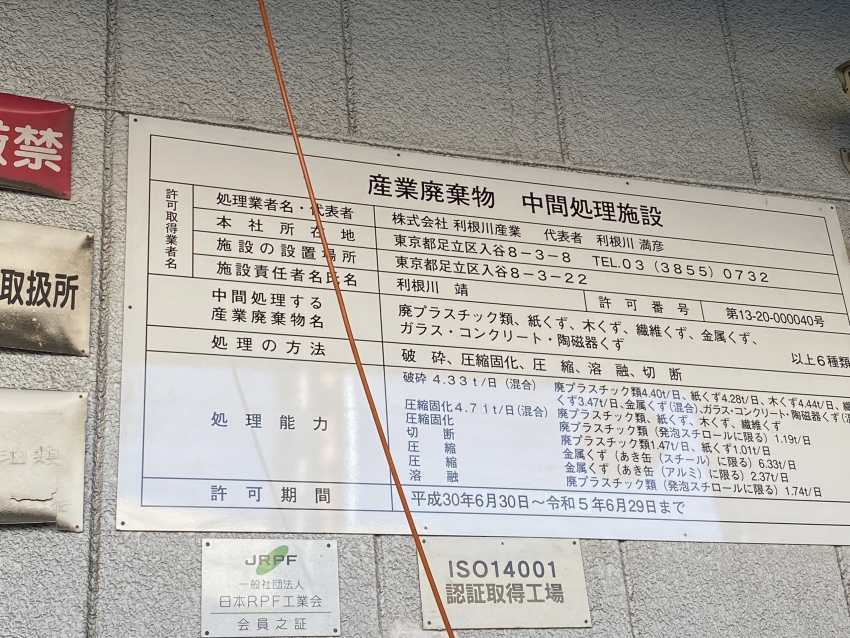 禁
取扱所
油類
産業廃棄物 中間処理施設
許可取得業者名
処理業者名・代表者 株式会社 利根川産業 代表者 利根川 満彦
本社所在地 東京都足立区入谷8-3-8 TEL.03(3855)0732
施設の設置場所 東京都足立区入谷8-3-22
施設責任者名氏名 利根川 靖 許可番号 第13-20-000040号
中間処理する
産業廃棄物名
廃プラスチック類、紙くず、木くず、繊維くず、金属くず、
ガラス・コンクリート・陶磁器くず 以上6種類
処理の方法 破砕、圧縮固化、圧縮、溶融、切断
処理能力
破砕 4.33t/日(混合) 廃プラスチック類4.40t/日、紙くず4.28t/日、木くず4.44t/日、繊維
くず3.47t/日、金属くず(混合)、ガラス・コンクリート・陶磁器くず(混
圧縮固化4.71t/日(混合) 廃プラスチック類、紙くず、木くず、繊維くず
圧縮固化 廃プラスチック類(発泡スチロールに限る)1.19t/日
切断 廃プラスチック類1.47t/日、紙くず1.01t/日
圧縮 金属くず(あき缶(スチール)に限る)6.33t/日
圧縮 金属くず(あき缶(アルミ)に限る)2.37t/日
溶融 廃プラスチック類(発泡スチロールに限る)1.74t/日
許可期間 平成30年6月30日~令和5年6月29日まで
JRPF
一般社団法人
日本RPF工業会
会員之証
ISO14001
認証取得工場